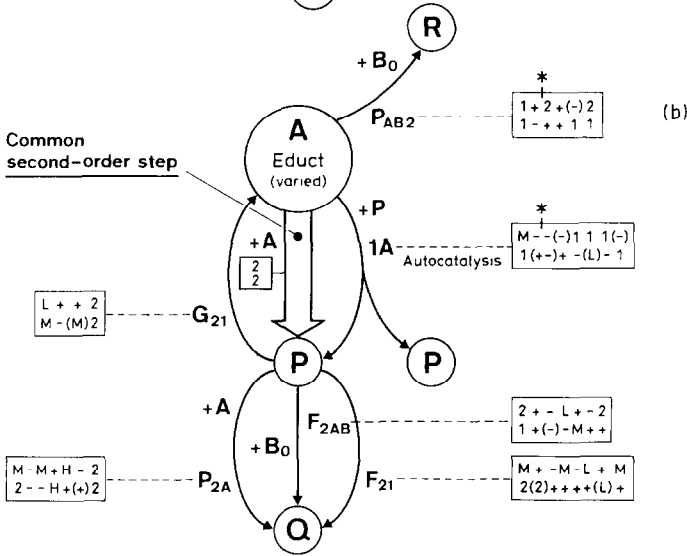 R
+ B₀
*
1 + 2 + (-) 2
1 - + + 1 1
(b)
P_AB2
A
Educt
(varied)
Common
second-order step
+ P
*
M - - (-) 1 1 1 (-)
1 (+-) + - (L) - 1
+ A
1A
Autocatalysis
2
2
L + + 2
M - (M) 2
G₂₁
P
P
+ A
F_2AB
2 + - L + - 2
1 + (-) - M + +
+ B₀
M - M + H - 2
2 - - H + (+) 2
P_2A
F₂₁
M + - M - L + M
2 (2) + + + + (L) +
Q